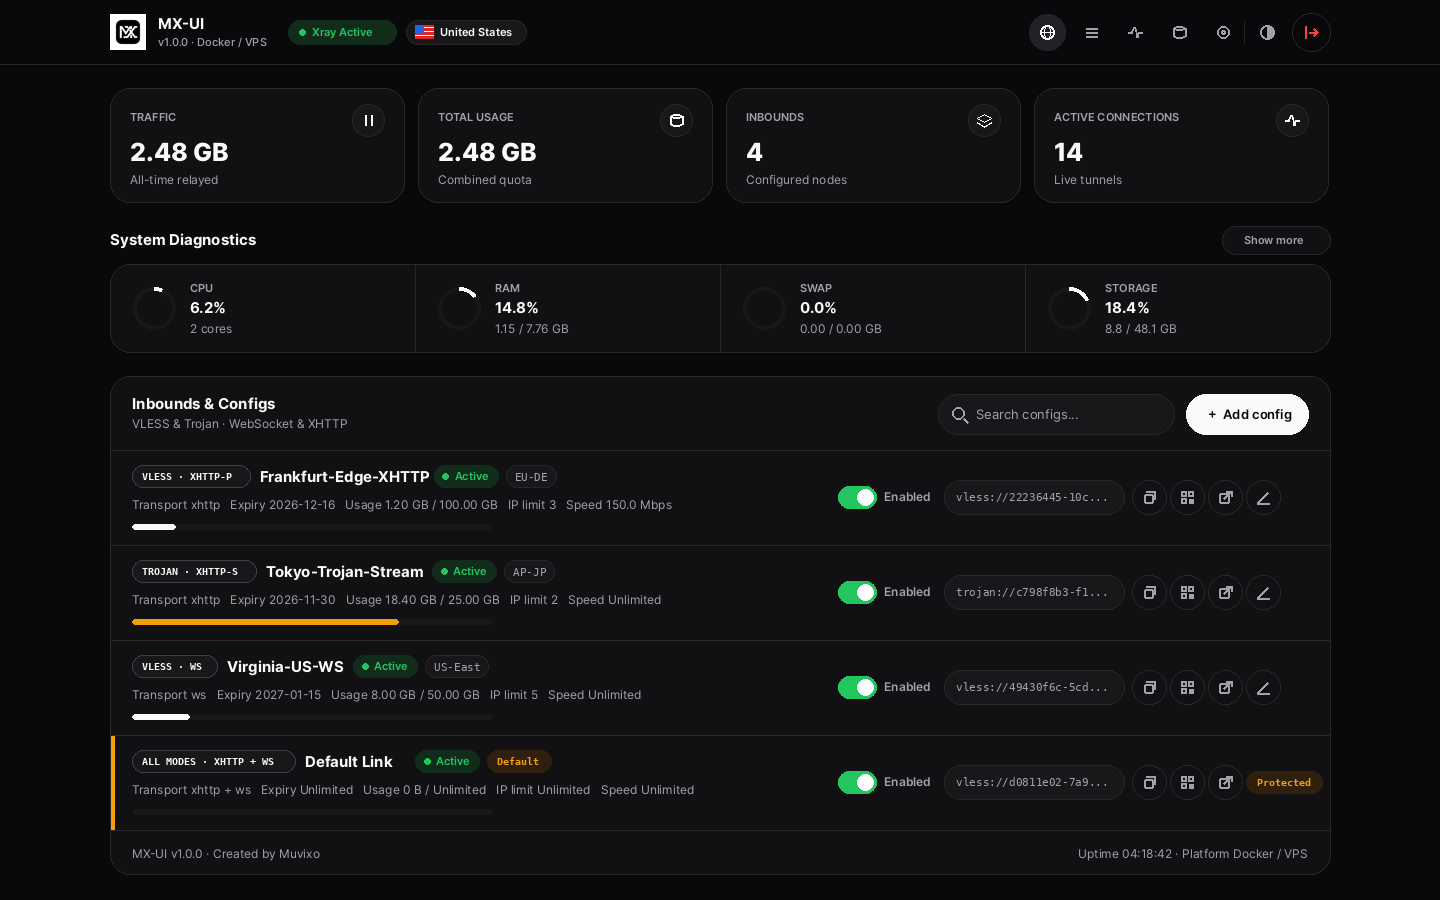 MX-UI
v1.0.0 · Docker / VPS
Xray Active
United States
TRAFFIC
2.48 GB
All-time relayed
TOTAL USAGE
2.48 GB
Combined quota
INBOUNDS
4
Configured nodes
ACTIVE CONNECTIONS
14
Live tunnels
System Diagnostics
Show more
CPU
6.2%
2 cores
RAM
14.8%
1.15 / 7.76 GB
SWAP
0.0%
0.00 / 0.00 GB
STORAGE
18.4%
8.8 / 48.1 GB
Inbounds & Configs
VLESS & Trojan · WebSocket & XHTTP
Search configs...
+ Add config
VLESS · XHTTP-P Frankfurt-Edge-XHTTP Active EU-DE
Transport xhttp Expiry 2026-12-16 Usage 1.20 GB / 100.00 GB IP limit 3 Speed 150.0 Mbps
Enabled vless://22236445-10c...
TROJAN · XHTTP-S Tokyo-Trojan-Stream Active AP-JP
Transport xhttp Expiry 2026-11-30 Usage 18.40 GB / 25.00 GB IP limit 2 Speed Unlimited
Enabled trojan://c798f8b3-f1...
VLESS · WS Virginia-US-WS Active US-East
Transport ws Expiry 2027-01-15 Usage 8.00 GB / 50.00 GB IP limit 5 Speed Unlimited
Enabled vless://49430f6c-5cd...
ALL MODES · XHTTP + WS Default Link Active Default
Transport xhttp + ws Expiry Unlimited Usage 0 B / Unlimited IP limit Unlimited Speed Unlimited
Enabled vless://d0811e02-7a9... Protected
MX-UI v1.0.0 · Created by Muvixo
Uptime 04:18:42 · Platform Docker / VPS